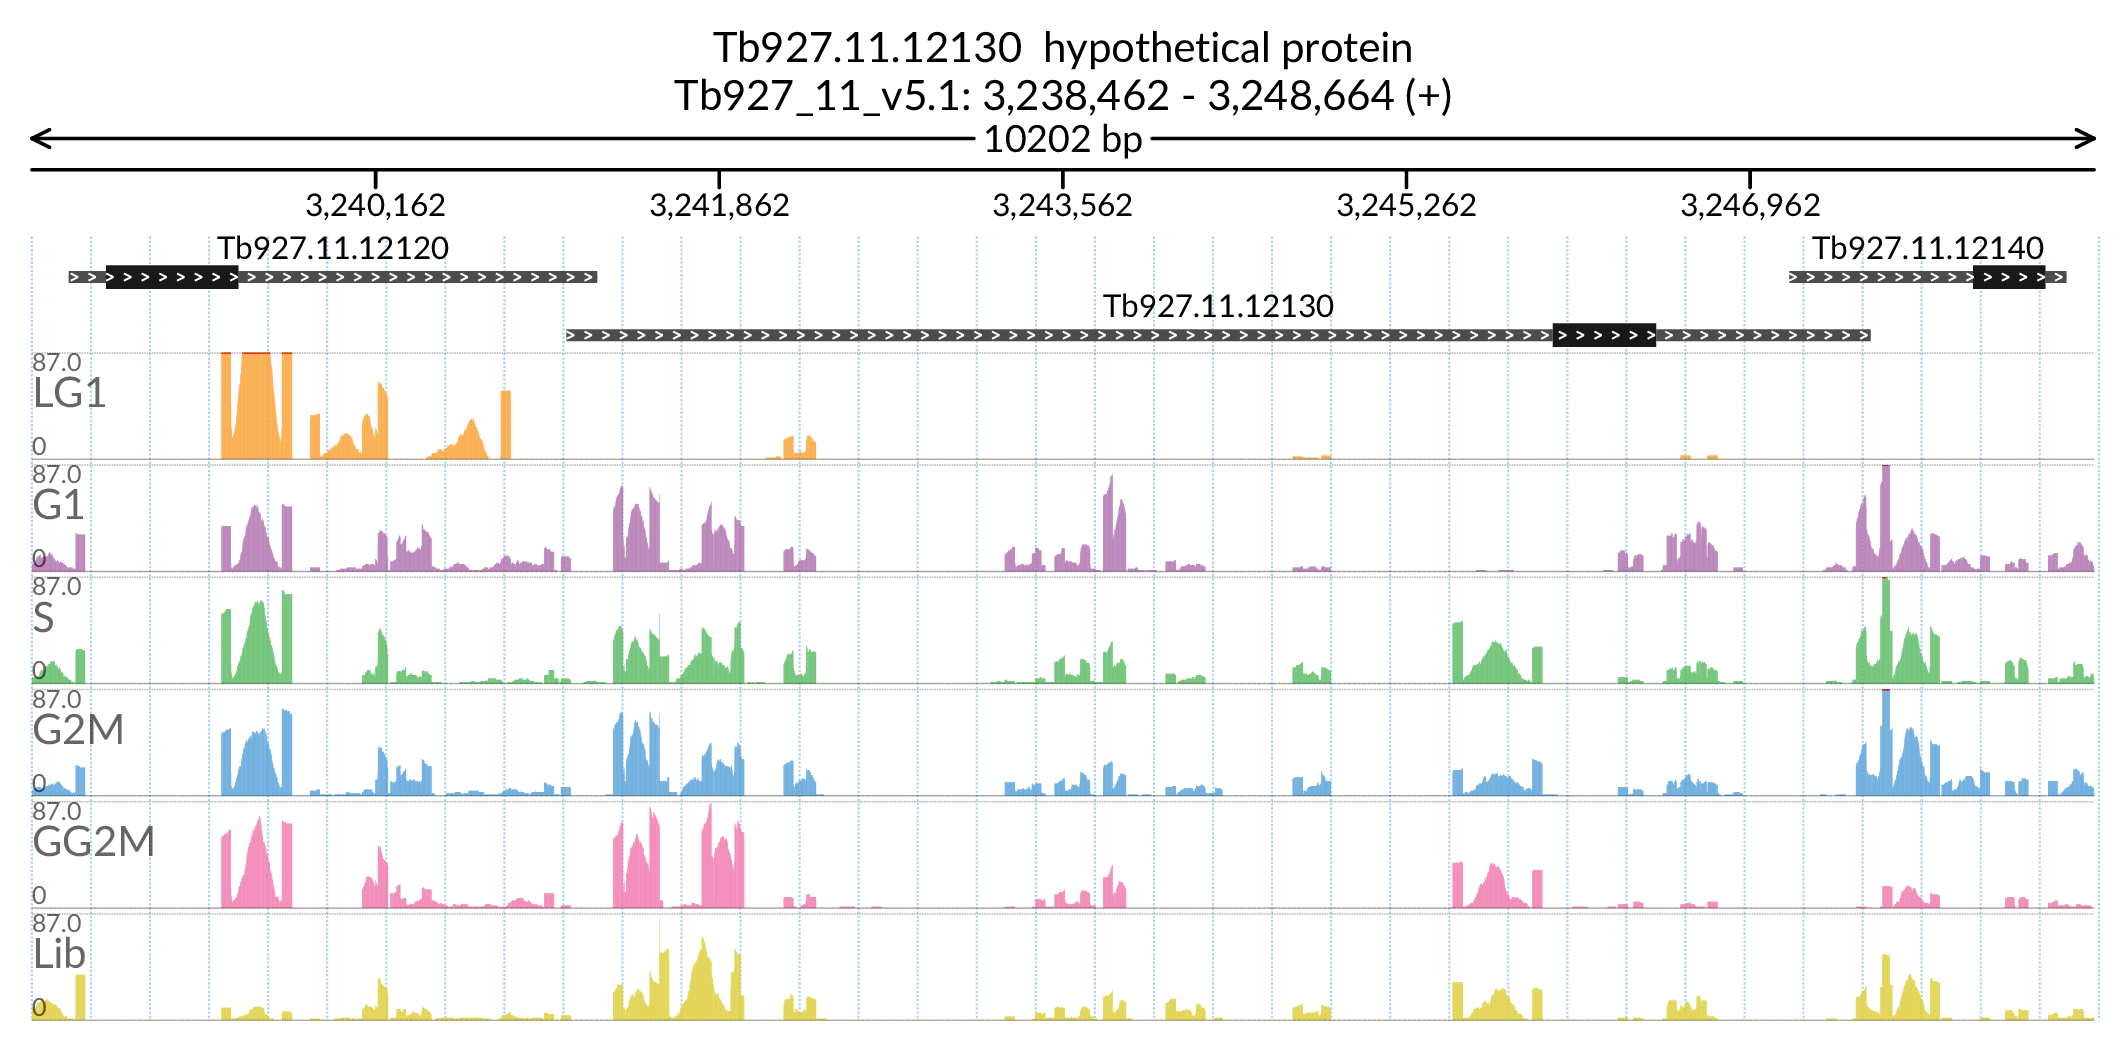 Tb927.11.12130  hypothetical protein
Tb927_11_v5.1: 3,238,462 - 3,248,664 (+)
10202 bp
3,240,162 3,241,862 3,243,562 3,245,262 3,246,962
Tb927.11.12120 Tb927.11.12140
Tb927.11.12130
87.0
LG1
0
87.0
G1
0
87.0
S
0
87.0
G2M
0
87.0
GG2M
0
87.0
Lib
0